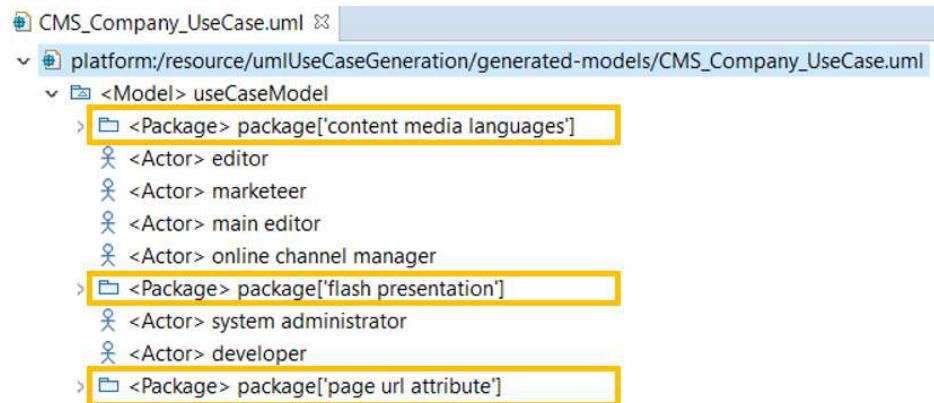 CMS_Company_UseCase.uml
platform:/resource/umlUseCaseGeneration/generated-models/CMS_Company_UseCase.uml
<Model> useCaseModel
<Package> package['content media languages']
<Actor> editor
<Actor> marketeer
<Actor> main editor
<Actor> online channel manager
<Package> package['flash presentation']
<Actor> system administrator
<Actor> developer
<Package> package['page url attribute']